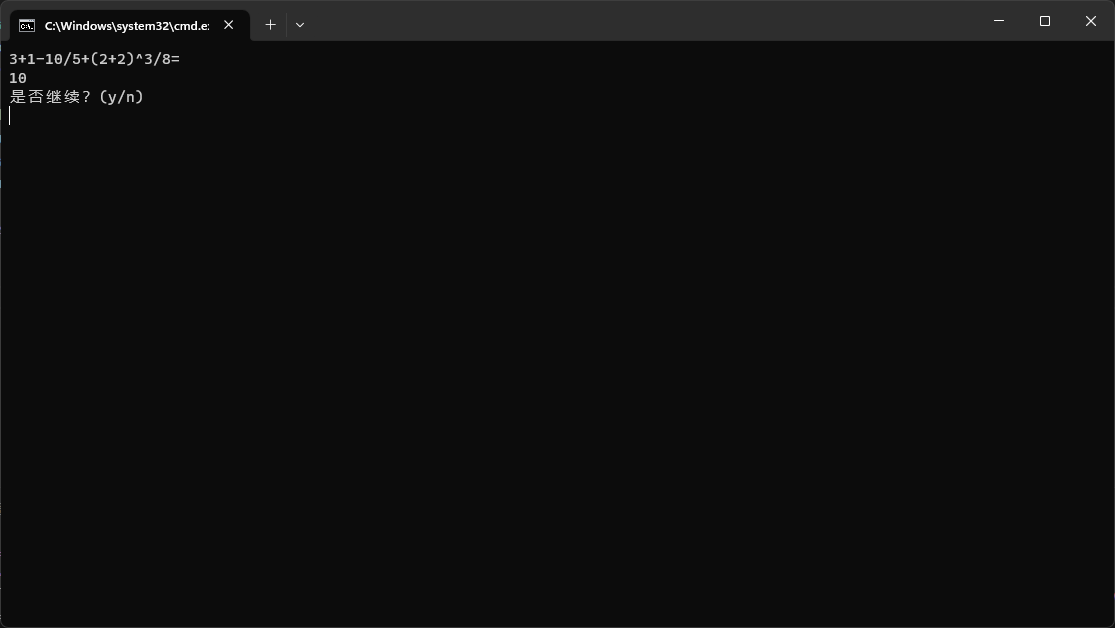 C:\Windows\system32\cmd.e
3+1-10/5+(2+2)^3/8=
10
是否继续？(y/n)